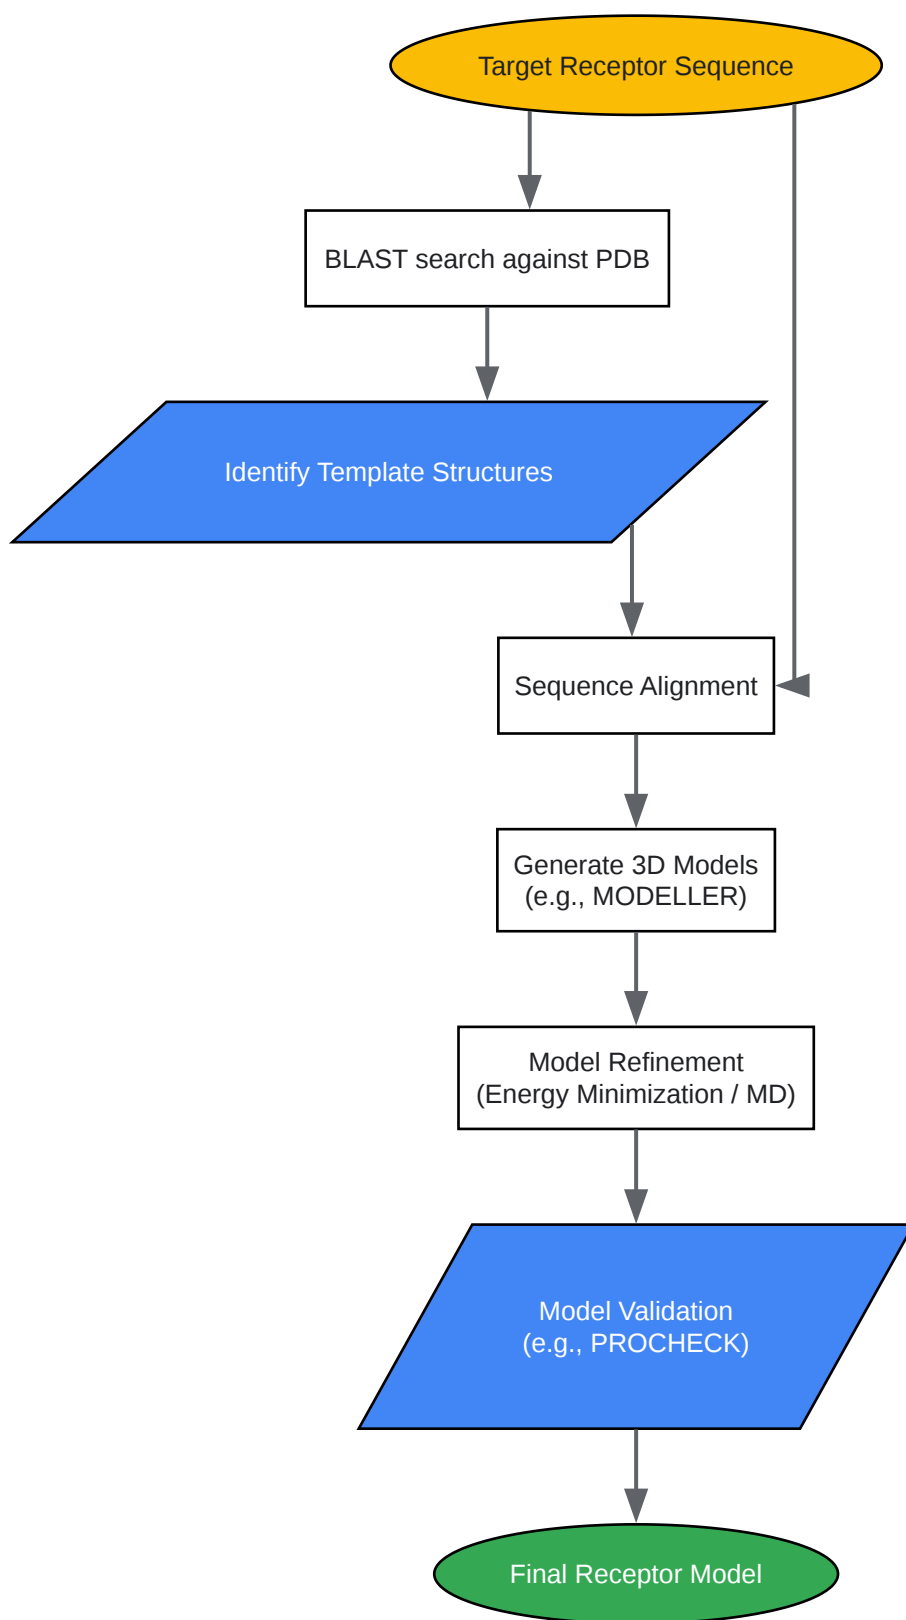 Target Receptor Sequence
BLAST search against PDB
Identify Template Structures
Sequence Alignment
Generate 3D Models
(e.g., MODELLER)
Model Refinement
(Energy Minimization / MD)
Model Validation
(e.g., PROCHECK)
Final Receptor Model